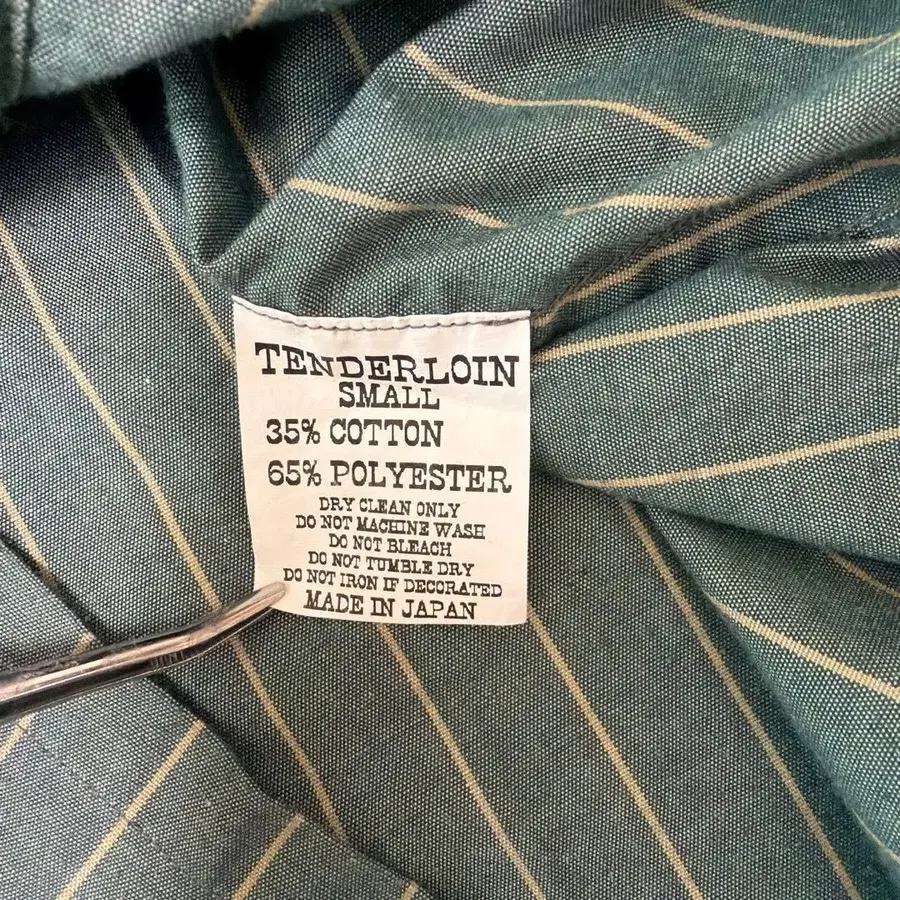 TENDERLOIN
SMALL
35% COTTON
65% POLYESTER
DRY CLEAN ONLY
DO NOT MACHINE WASH
DO NOT BLEACH
DO NOT TUMBLE DRY
DO NOT IRON IF DECORATED
MADE IN JAPAN